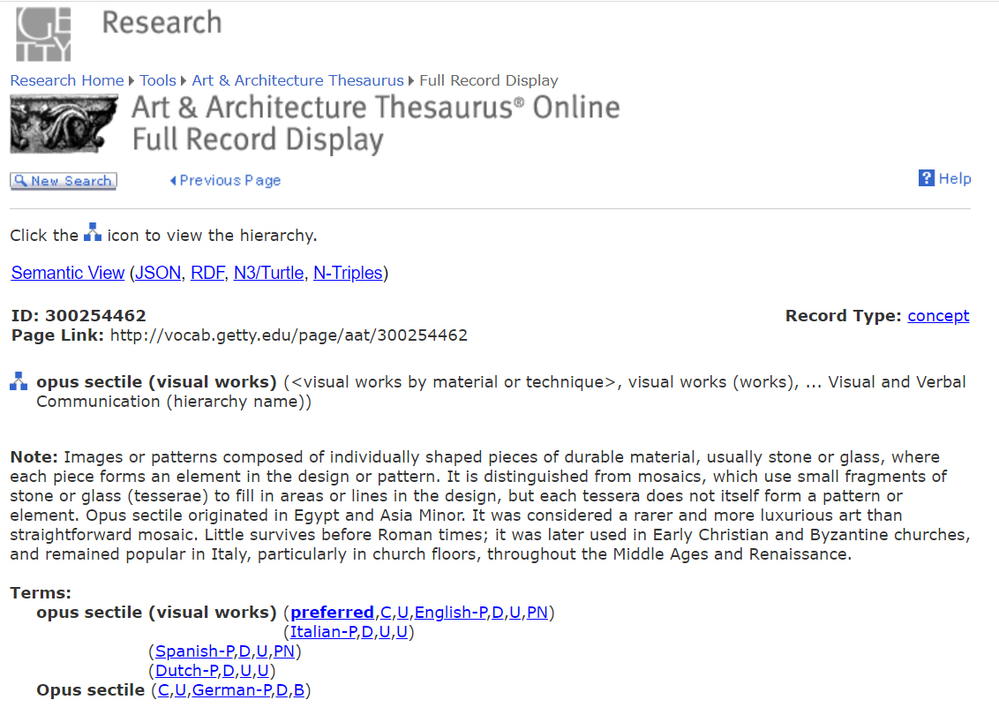 GETTY
Research
Research Home Tools Art & Architecture Thesaurus Full Record Display
Art & Architecture Thesaurus® Online
Full Record Display
New Search Previous Page ? Help
Click the icon to view the hierarchy.
Semantic View (JSON, RDF, N3/Turtle, N-Triples)
ID: 300254462 Record Type: concept
Page Link: http://vocab.getty.edu/page/aat/300254462
opus sectile (visual works) (<visual works by material or technique>, visual works (works), ... Visual and Verbal
Communication (hierarchy name))
Note: Images or patterns composed of individually shaped pieces of durable material, usually stone or glass, where
each piece forms an element in the design or pattern. It is distinguished from mosaics, which use small fragments of
stone or glass (tesserae) to fill in areas or lines in the design, but each tessera does not itself form a pattern or
element. Opus sectile originated in Egypt and Asia Minor. It was considered a rarer and more luxurious art than
straightforward mosaic. Little survives before Roman times; it was later used in Early Christian and Byzantine churches,
and remained popular in Italy, particularly in church floors, throughout the Middle Ages and Renaissance.
Terms:
opus sectile (visual works) (preferred,C,U,English-P,D,U,PN)
(Italian-P,D,U,U)
(Spanish-P,D,U,PN)
(Dutch-P,D,U,U)
Opus sectile (C,U,German-P,D,B)